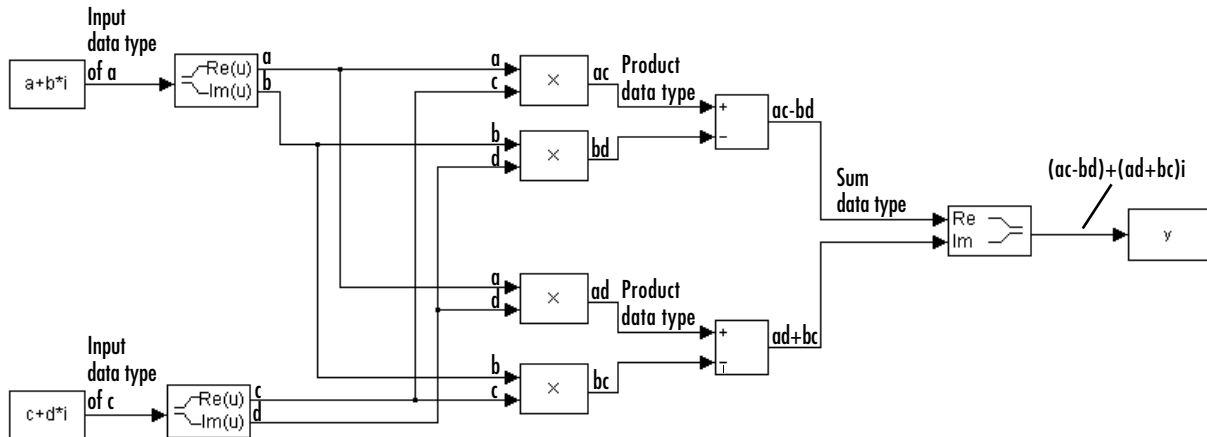 Input
data type
of a
a+b*i
Re(u)
Im(u)
a
b
a
c
×
ac
Product
data type
b
d
×
bd
+
−
ac-bd
Sum
data type
Re
Im
(ac-bd)+(ad+bc)i
y
a
d
×
ad
Product
data type
b
c
×
bc
+
−
ad+bc
Input
data type
of c
c+d*i
Re(u)
Im(u)
c
d